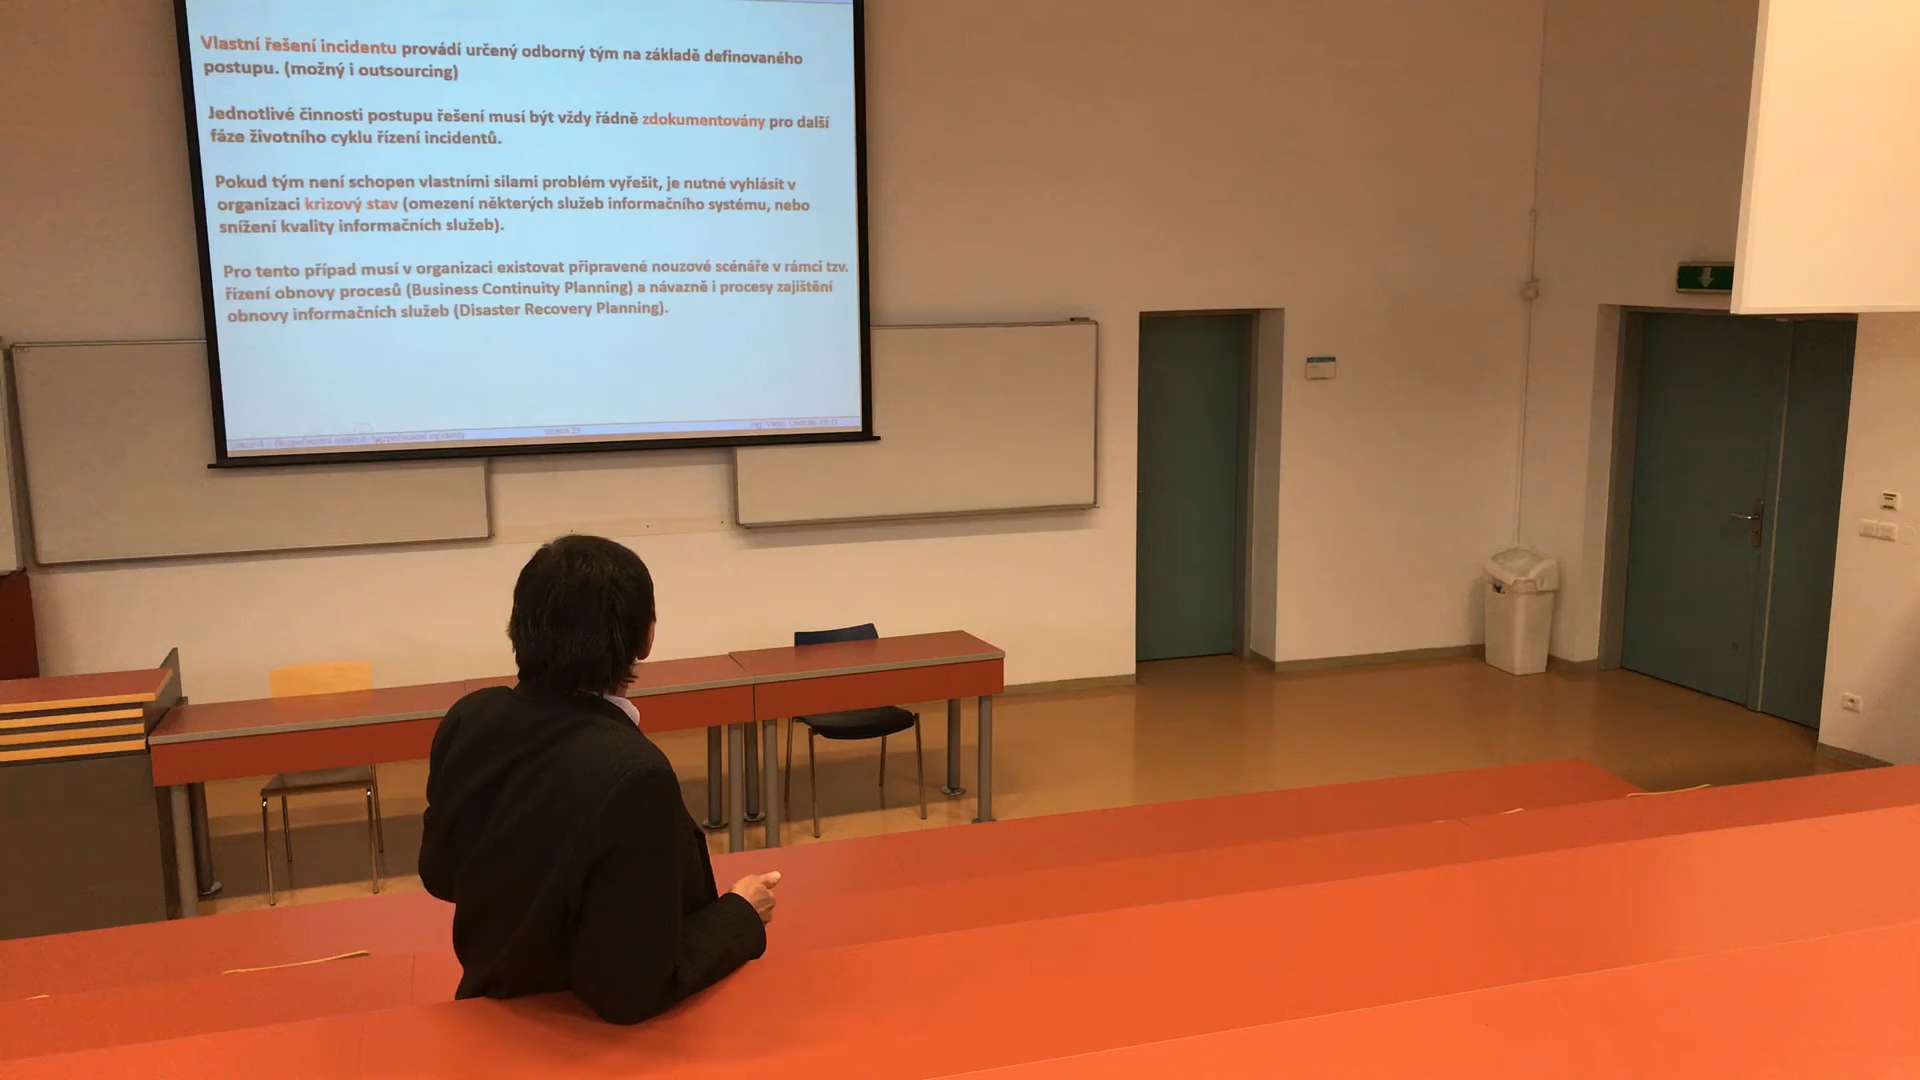 Vlastní řešení incidentu provádí určený odborný tým na základě definovaného
postupu. (možný i outsourcing)
Jednotlivé činnosti postupu řešení musí být vždy řádně zdokumentovány pro další
fáze životního cyklu řízení incidentů.
Pokud tým není schopen vlastními silami problém vyřešit, je nutné vyhlásit v
organizaci krizový stav (omezení některých služeb informačního systému, nebo
snížení kvality informačních služeb).
Pro tento případ musí v organizaci existovat připravené nouzové scénáře v rámci tzv.
řízení obnovy procesů (Business Continuity Planning) a návazně i procesy zajištění
obnovy informačních služeb (Disaster Recovery Planning).